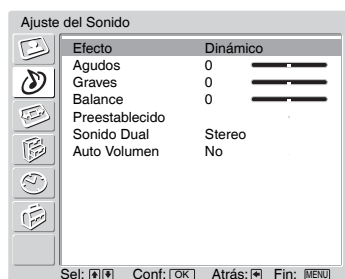 Ajuste del Sonido
Efecto Dinámico
Agudos 0
Graves 0
Balance 0
Preestablecido
Sonido Dual Stereo
Auto Volumen No
Sel: Conf: OK Atrás: Fin: MENU